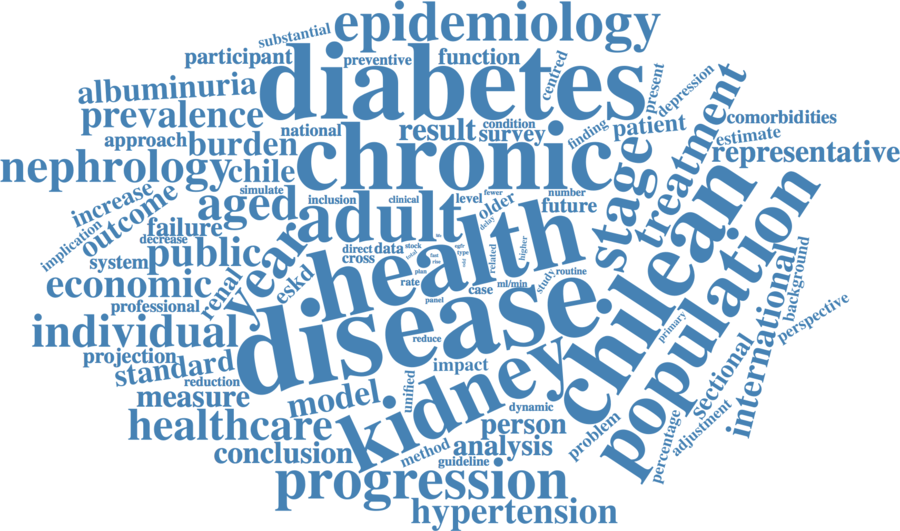 substantial
epidemiology
participant
preventive
function
centred
present
depression
albuminuria
diabetes
prevalence
national
result
condition
survey
finding
patient
comorbidities
estimate
approach
burden
chronic
representative
nephrology
chile
simulate
stage
treatment
increase
aged
inclusion
clinical
level
fewer
older
number
future
outcome
implication
failure
decrease
adult
delay
public
year
direct
data
cross
stock
total
egfr
type
related
higher
system
health
chilean
population
economic
renal
eskd
rate
plan
fast
case
ml/min
study
routine
background
professional
panel
individual
disease
reduce
primary
international
perspective
projection
standard
reduction
impact
kidney
sectional
measure
model
unified
dynamic
healthcare
person
problem
percentage
adjustment
conclusion
method
guideline
analysis
progression
hypertension